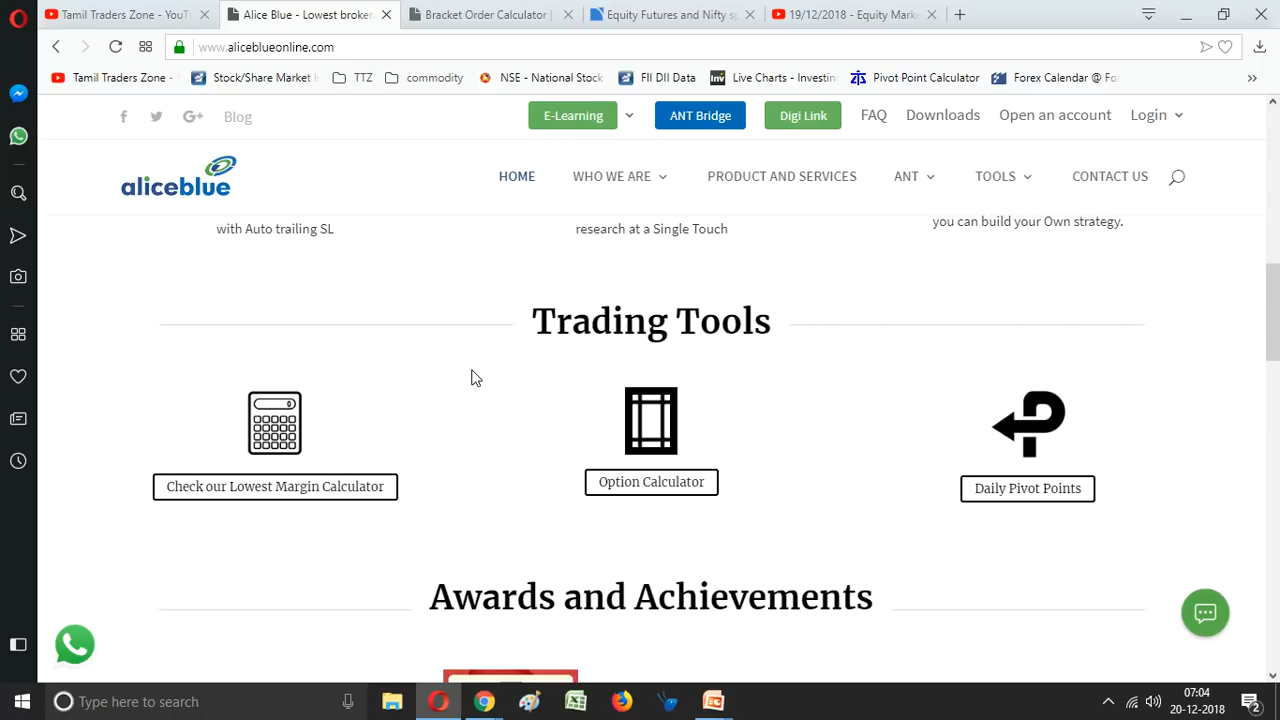 Tamil Traders Zone - YouT
Alice Blue - Lowest broker
Bracket Order Calculator |
Equity Futures and Nifty sp
19/12/2018 - Equity Mark
www.aliceblueonline.com
Tamil Traders Zone -
Stock/Share Market I
TTZ
commodity
NSE - National Stock
FII DII Data
Inv
Live Charts - Investin
Pivot Point Calculator
Forex Calendar @ Fo
Blog
E-Learning
ANT Bridge
Digi Link
FAQ
Downloads
Open an account
Login
aliceblue
HOME
WHO WE ARE
PRODUCT AND SERVICES
ANT
TOOLS
CONTACT US
with Auto trailing SL
research at a Single Touch
you can build your Own strategy.
Trading Tools
Check our Lowest Margin Calculator
Option Calculator
Daily Pivot Points
Awards and Achievements
Type here to search
07:04
20-12-2018
2